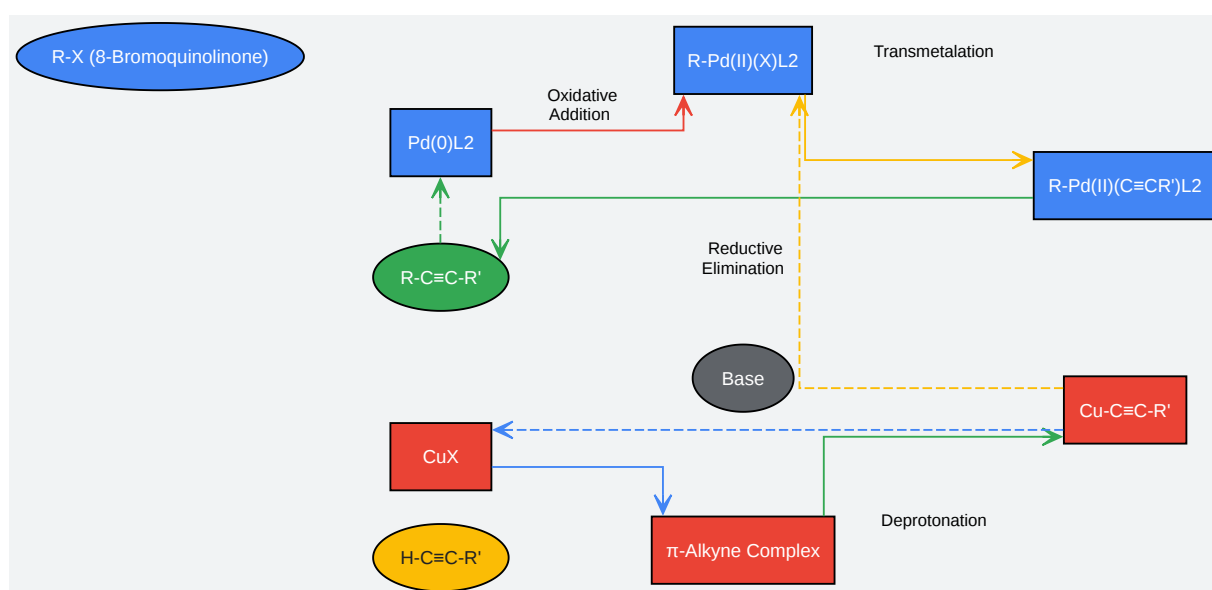 R-X (8-Bromoquinolinone)
R-Pd(II)(X)L2
Transmetalation
Oxidative
Addition
Pd(0)L2
R-Pd(II)(C≡CR')L2
Reductive
Elimination
R-C≡C-R'
Base
Cu-C≡C-R'
CuX
Deprotonation
π-Alkyne Complex
H-C≡C-R'